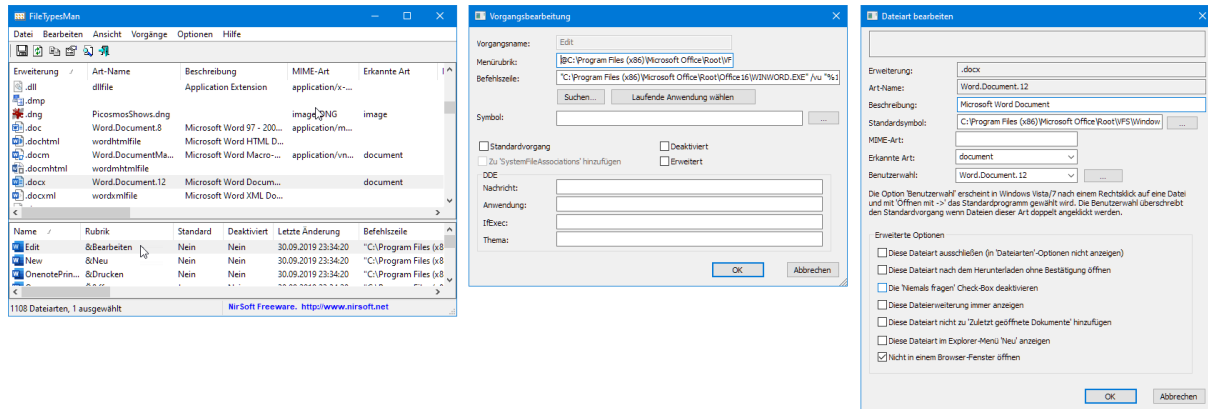 FileTypesMan
Datei Bearbeiten Ansicht Vorgänge Optionen Hilfe
Erweiterung / Art-Name Beschreibung MIME-Art Erkannte Art
.dll dllfile Application Extension application/x-...
.dmp
.dng PicosmosShows.dng image/DNG image
.doc Word.Document.8 Microsoft Word 97 - 200... application/m...
.dochtml wordhtmlfile Microsoft Word HTML D...
.docm Word.DocumentMa... Microsoft Word Macro-... application/vn... document
.docmhtml wordmhtmlfile
.docx Word.Document.12 Microsoft Word Docum... document
.docxml wordxmlfile Microsoft Word XML Do...
Name / Rubrik Standard Deaktiviert Letzte Änderung Befehlszeile
Edit &Bearbeiten Nein Nein 30.09.2019 23:34:20 "C:\Program Files (x8
New &Neu Nein Nein 30.09.2019 23:34:20 "C:\Program Files (x8
OnenotePrin... &Drucken Nein Nein 30.09.2019 23:34:20 "C:\Program Files (x8
1108 Dateiarten, 1 ausgewählt NirSoft Freeware. http://www.nirsoft.net
Vorgangsbearbeitung
Vorgangsname: Edit
Menürubrik: @C:\Program Files (x86)\Microsoft Office\Root\VF
Befehlszeile: "C:\Program Files (x86)\Microsoft Office\Root\Office16\WINWORD.EXE" /vu "%1
Suchen... Laufende Anwendung wählen
Symbol: ...
Standardvorgang Deaktiviert
Zu 'SystemFileAssociations' hinzufügen Erweitert
DDE
Nachricht:
Anwendung:
IfExec:
Thema:
OK Abbrechen
Dateiart bearbeiten
Erweiterung: .docx
Art-Name: Word.Document.12
Beschreibung: Microsoft Word Document
Standardsymbol: C:\Program Files (x86)\Microsoft Office\Root\VFS\Window ...
MIME-Art:
Erkannte Art: document
Benutzerwahl: Word.Document.12 ...
Die Option 'Benutzerwahl' erscheint in Windows Vista/7 nach einem Rechtsklick auf eine Datei
und mit 'Öffnen mit ->' das Standardprogramm gewählt wird. Die Benutzerwahl überschreibt
den Standardvorgang wenn Dateien dieser Art doppelt angeklickt werden.
Erweiterte Optionen
Diese Dateiart ausschließen (in 'Dateiarten'-Optionen nicht anzeigen)
Diese Dateiart nach dem Herunterladen ohne Bestätigung öffnen
Die 'Niemals fragen' Check-Box deaktivieren
Diese Dateierweiterung immer anzeigen
Diese Dateiart nicht zu 'Zuletzt geöffnete Dokumente' hinzufügen
Diese Dateiart im Explorer-Menü 'Neu' anzeigen
Nicht in einem Browser-Fenster öffnen
OK Abbrechen